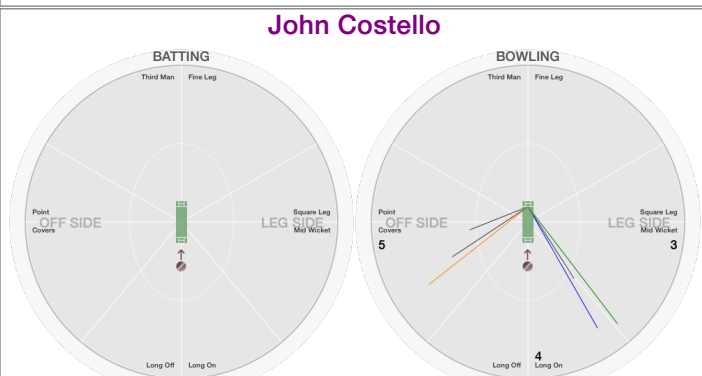 John Costello
BATTING
Third Man Fine Leg
Point
OFF SIDE
Covers
Square Leg
LEG SIDE
Mid Wicket
Long Off Long On
BOWLING
Third Man Fine Leg
Point
OFF SIDE
Covers
5
Square Leg
LEG SIDE
Mid Wicket
3
4
Long Off Long On